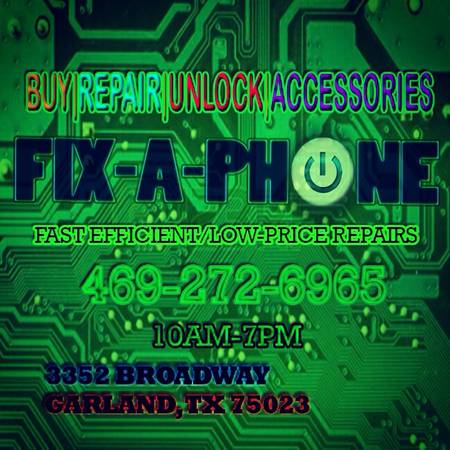 BUY|REPAIR|UNLOCK|ACCESSORIES
FIX-A-PHONE
FAST EFFICIENT/LOW-PRICE REPAIRS
469-272-6965
10AM-7PM
3352 BROADWAY
GARLAND, TX 75023